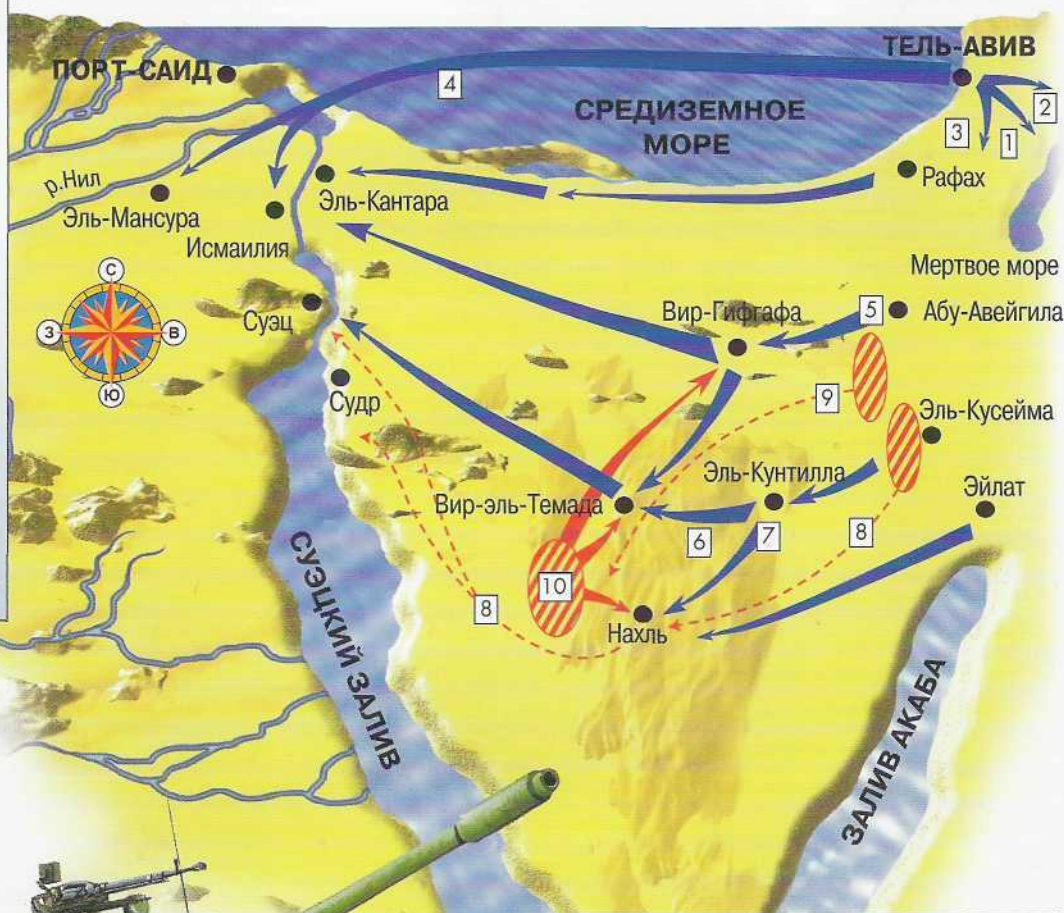 ТЕЛЬ-АВИВ
ПОРТ-САИД
4
2
СРЕДИЗЕМНОЕ
МОРЕ
3
1
р.Нил
Рафах
Эль-Мансура
Эль-Кантара
Исмаилия
Мертвое море
С
З
В
Ю
Суэц
Вир-Гифгафа
5
Абу-Авейгила
Судр
9
Эль-Кусейма
Эль-Кунтилла
Эйлат
Вир-эль-Темада
6
7
8
СУЭЦКИЙ ЗАЛИВ
10
8
Нахль
ЗАЛИВ АКАБА